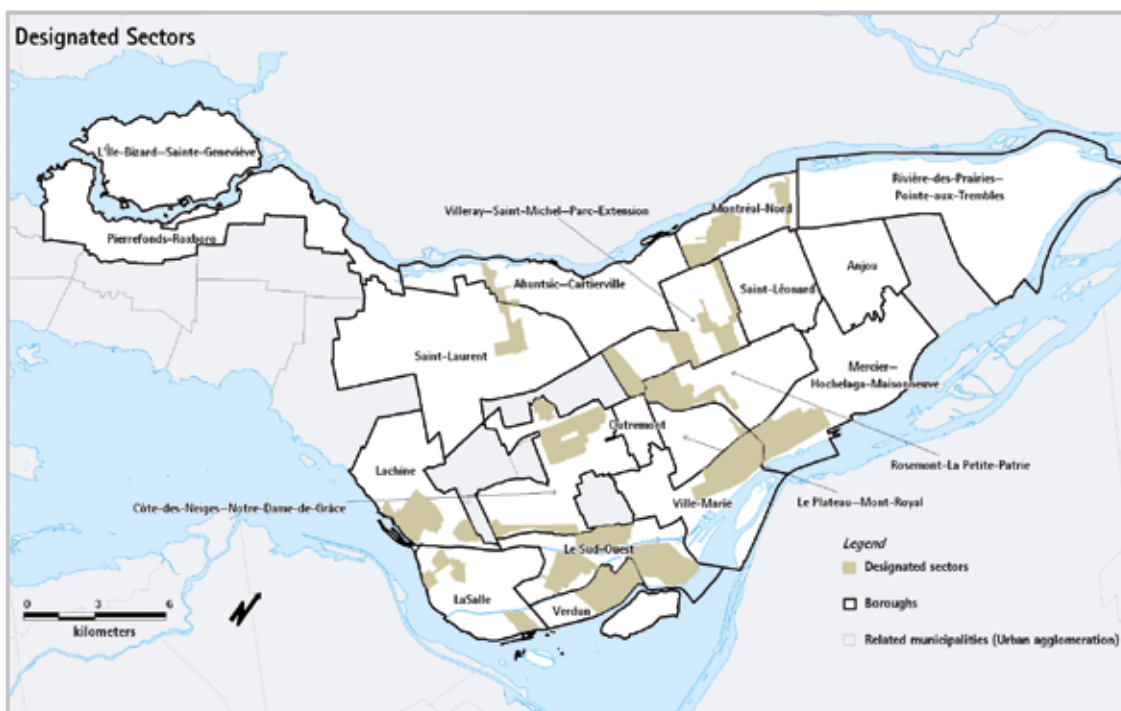 Designated Sectors
L'Île-Bizard–Sainte-Geneviève
Pierrefonds-Roxboro
Villeray–Saint-Michel–Parc-Extension
Montréal-Nord
Rivière-des-Prairies–
Pointe-aux-Trembles
Ahuntsic–Cartierville
Saint-Léonard
Anjou
Saint-Laurent
Mercier–
Hochelaga-Maisonneuve
Outremont
Lachine
Rosemont-La Petite-Patrie
Le Plateau–Mont-Royal
Ville-Marie
Côte-des-Neiges–Notre-Dame-de-Grâce
Le Sud-Ouest
LaSalle
Verdun
0 3 6
kilometers
N
Legend
Designated sectors
Boroughs
Related municipalities (Urban agglomeration)